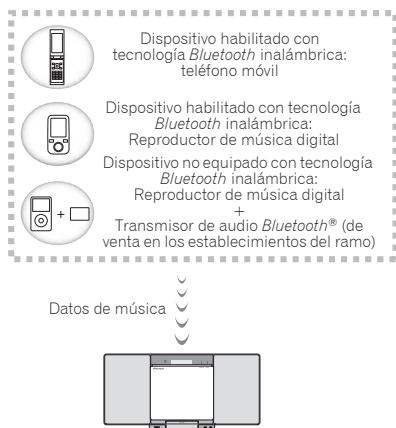 Dispositivo habilitado con
tecnología Bluetooth inalámbrica:
teléfono móvil
Dispositivo habilitado con tecnología
Bluetooth inalámbrica:
Reproductor de música digital
Dispositivo no equipado con tecnología
Bluetooth inalámbrica:
Reproductor de música digital
+
+
Transmisor de audio Bluetooth® (de
venta en los establecimientos del ramo)
Datos de música